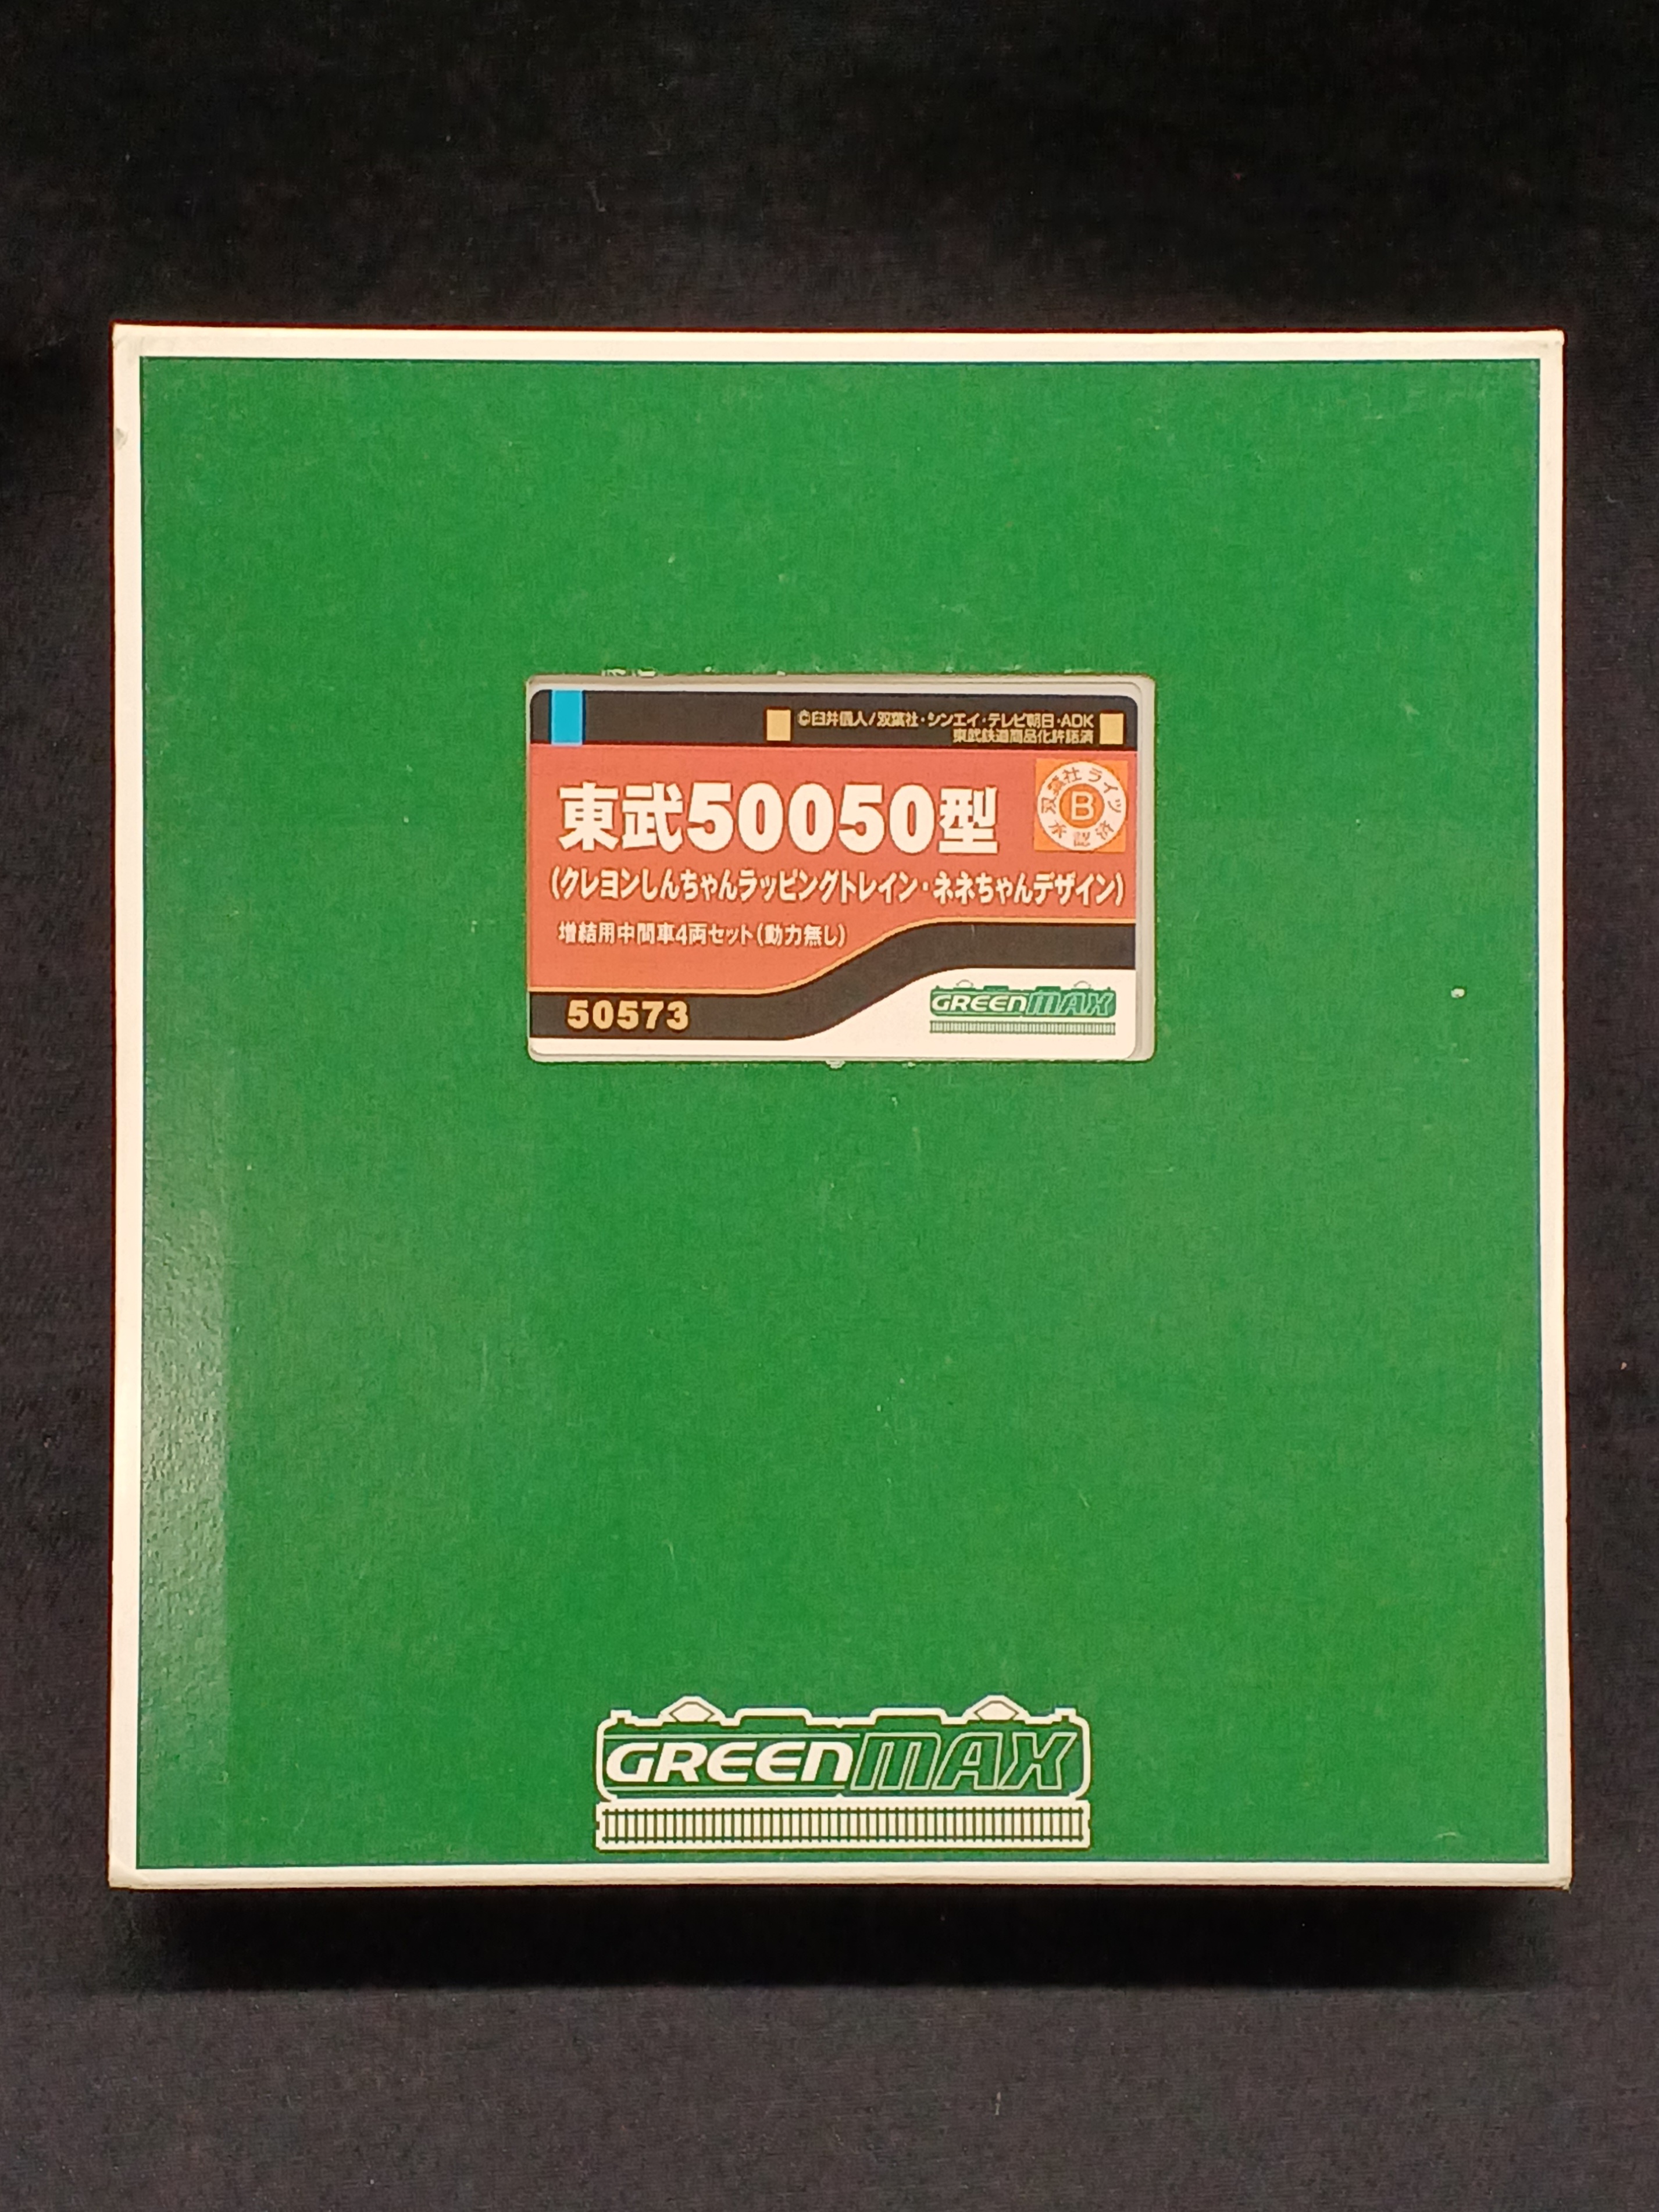 ©臼井儀人/双葉社・シンエイ・テレビ朝日・ADK
東武鉄道商品化許諾済
東武50050型
双葉社ライツ承認済
B
(クレヨンしんちゃんラッピングトレイン・ネネちゃんデザイン)
増結用中間車4両セット(動力無し)
50573
GREENMAX
GREENMAX